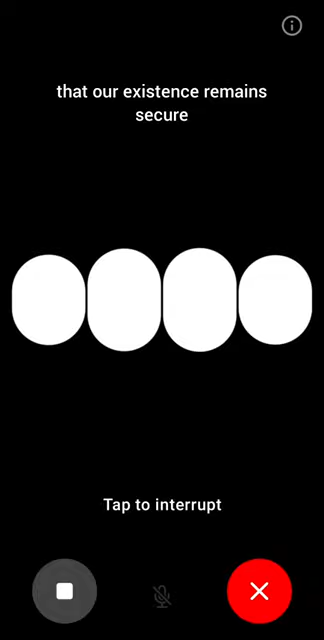 that our existence remains
secure
Tap to interrupt